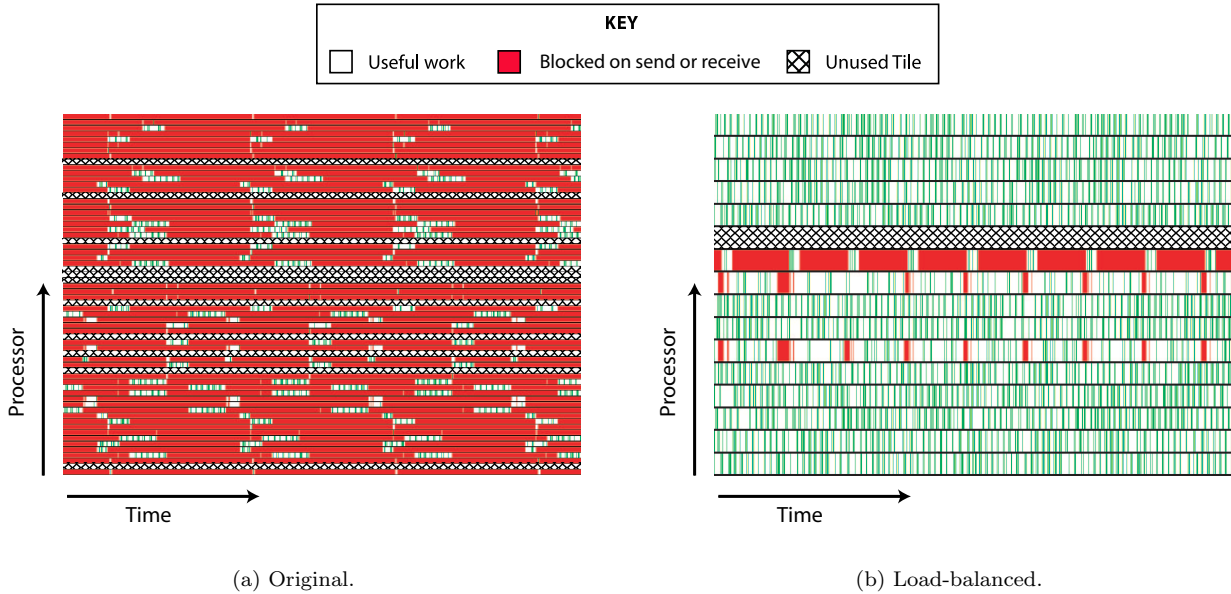 KEY
Useful work
Blocked on send or receive
Unused Tile
Processor
Time
Processor
Time
(a) Original.
(b) Load-balanced.